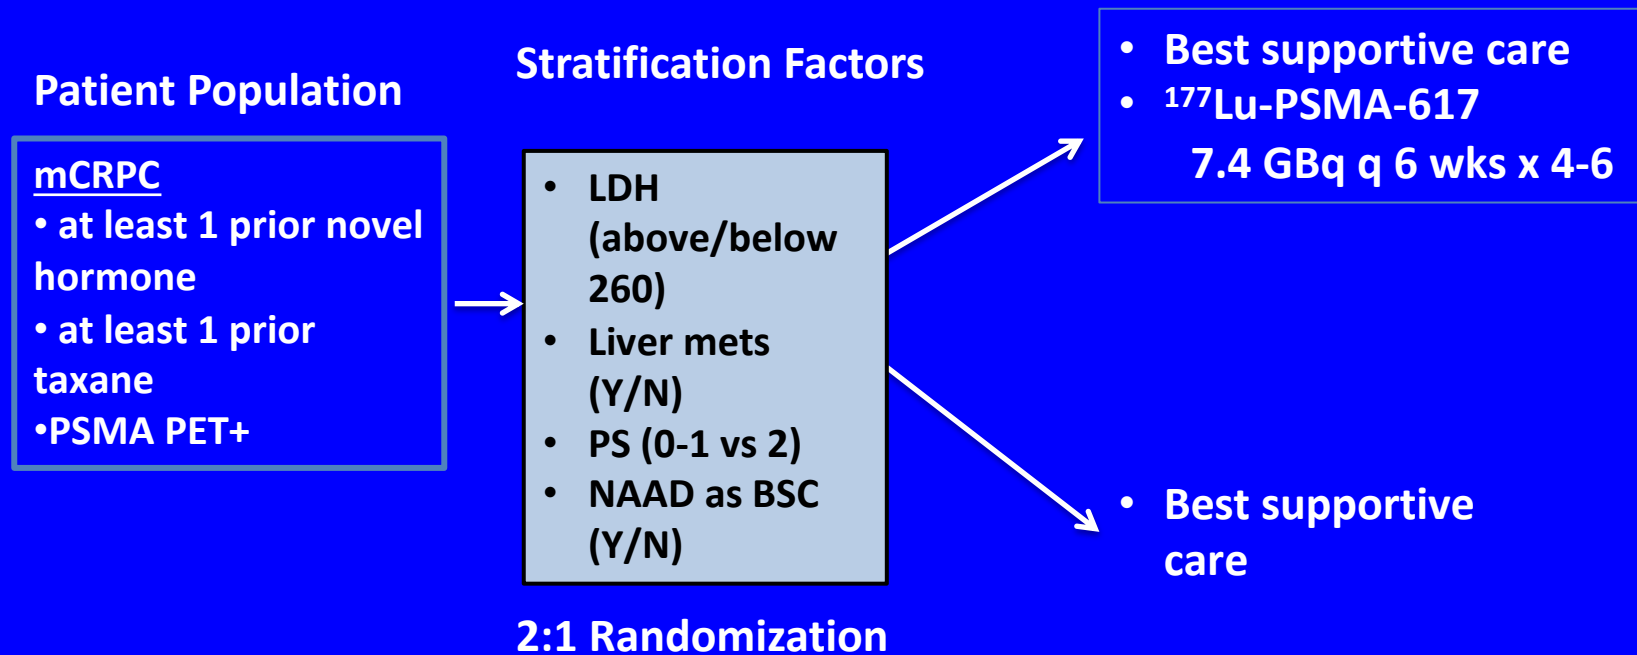 Patient Population
mCRPC
• at least 1 prior novel
hormone
• at least 1 prior
taxane
•PSMA PET+
Stratification Factors
• LDH
(above/below
260)
• Liver mets
(Y/N)
• PS (0-1 vs 2)
• NAAD as BSC
(Y/N)
2:1 Randomization
• Best supportive care
• ¹⁷⁷Lu-PSMA-617
7.4 GBq q 6 wks x 4-6
• Best supportive
care